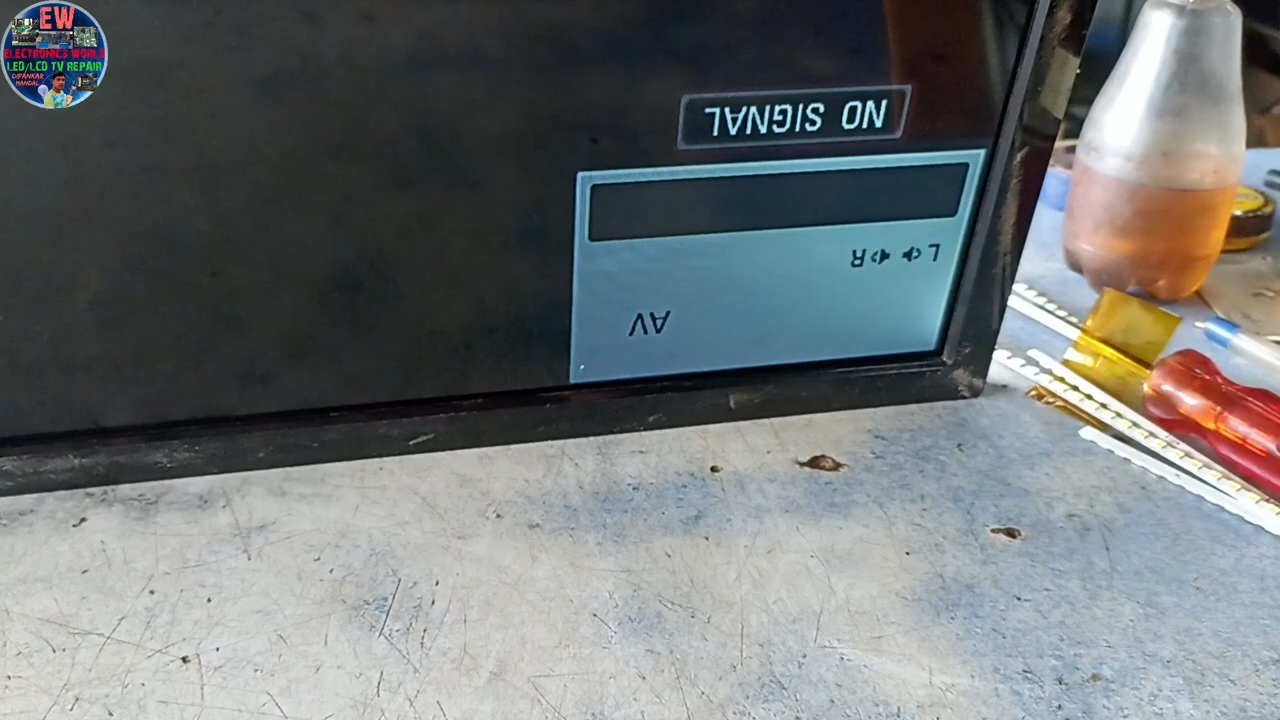 EW
ELECTRONICS WORLD
LED/LCD TV REPAIR
DIPANKAR
MANDAL
NO SIGNAL
L R
AV